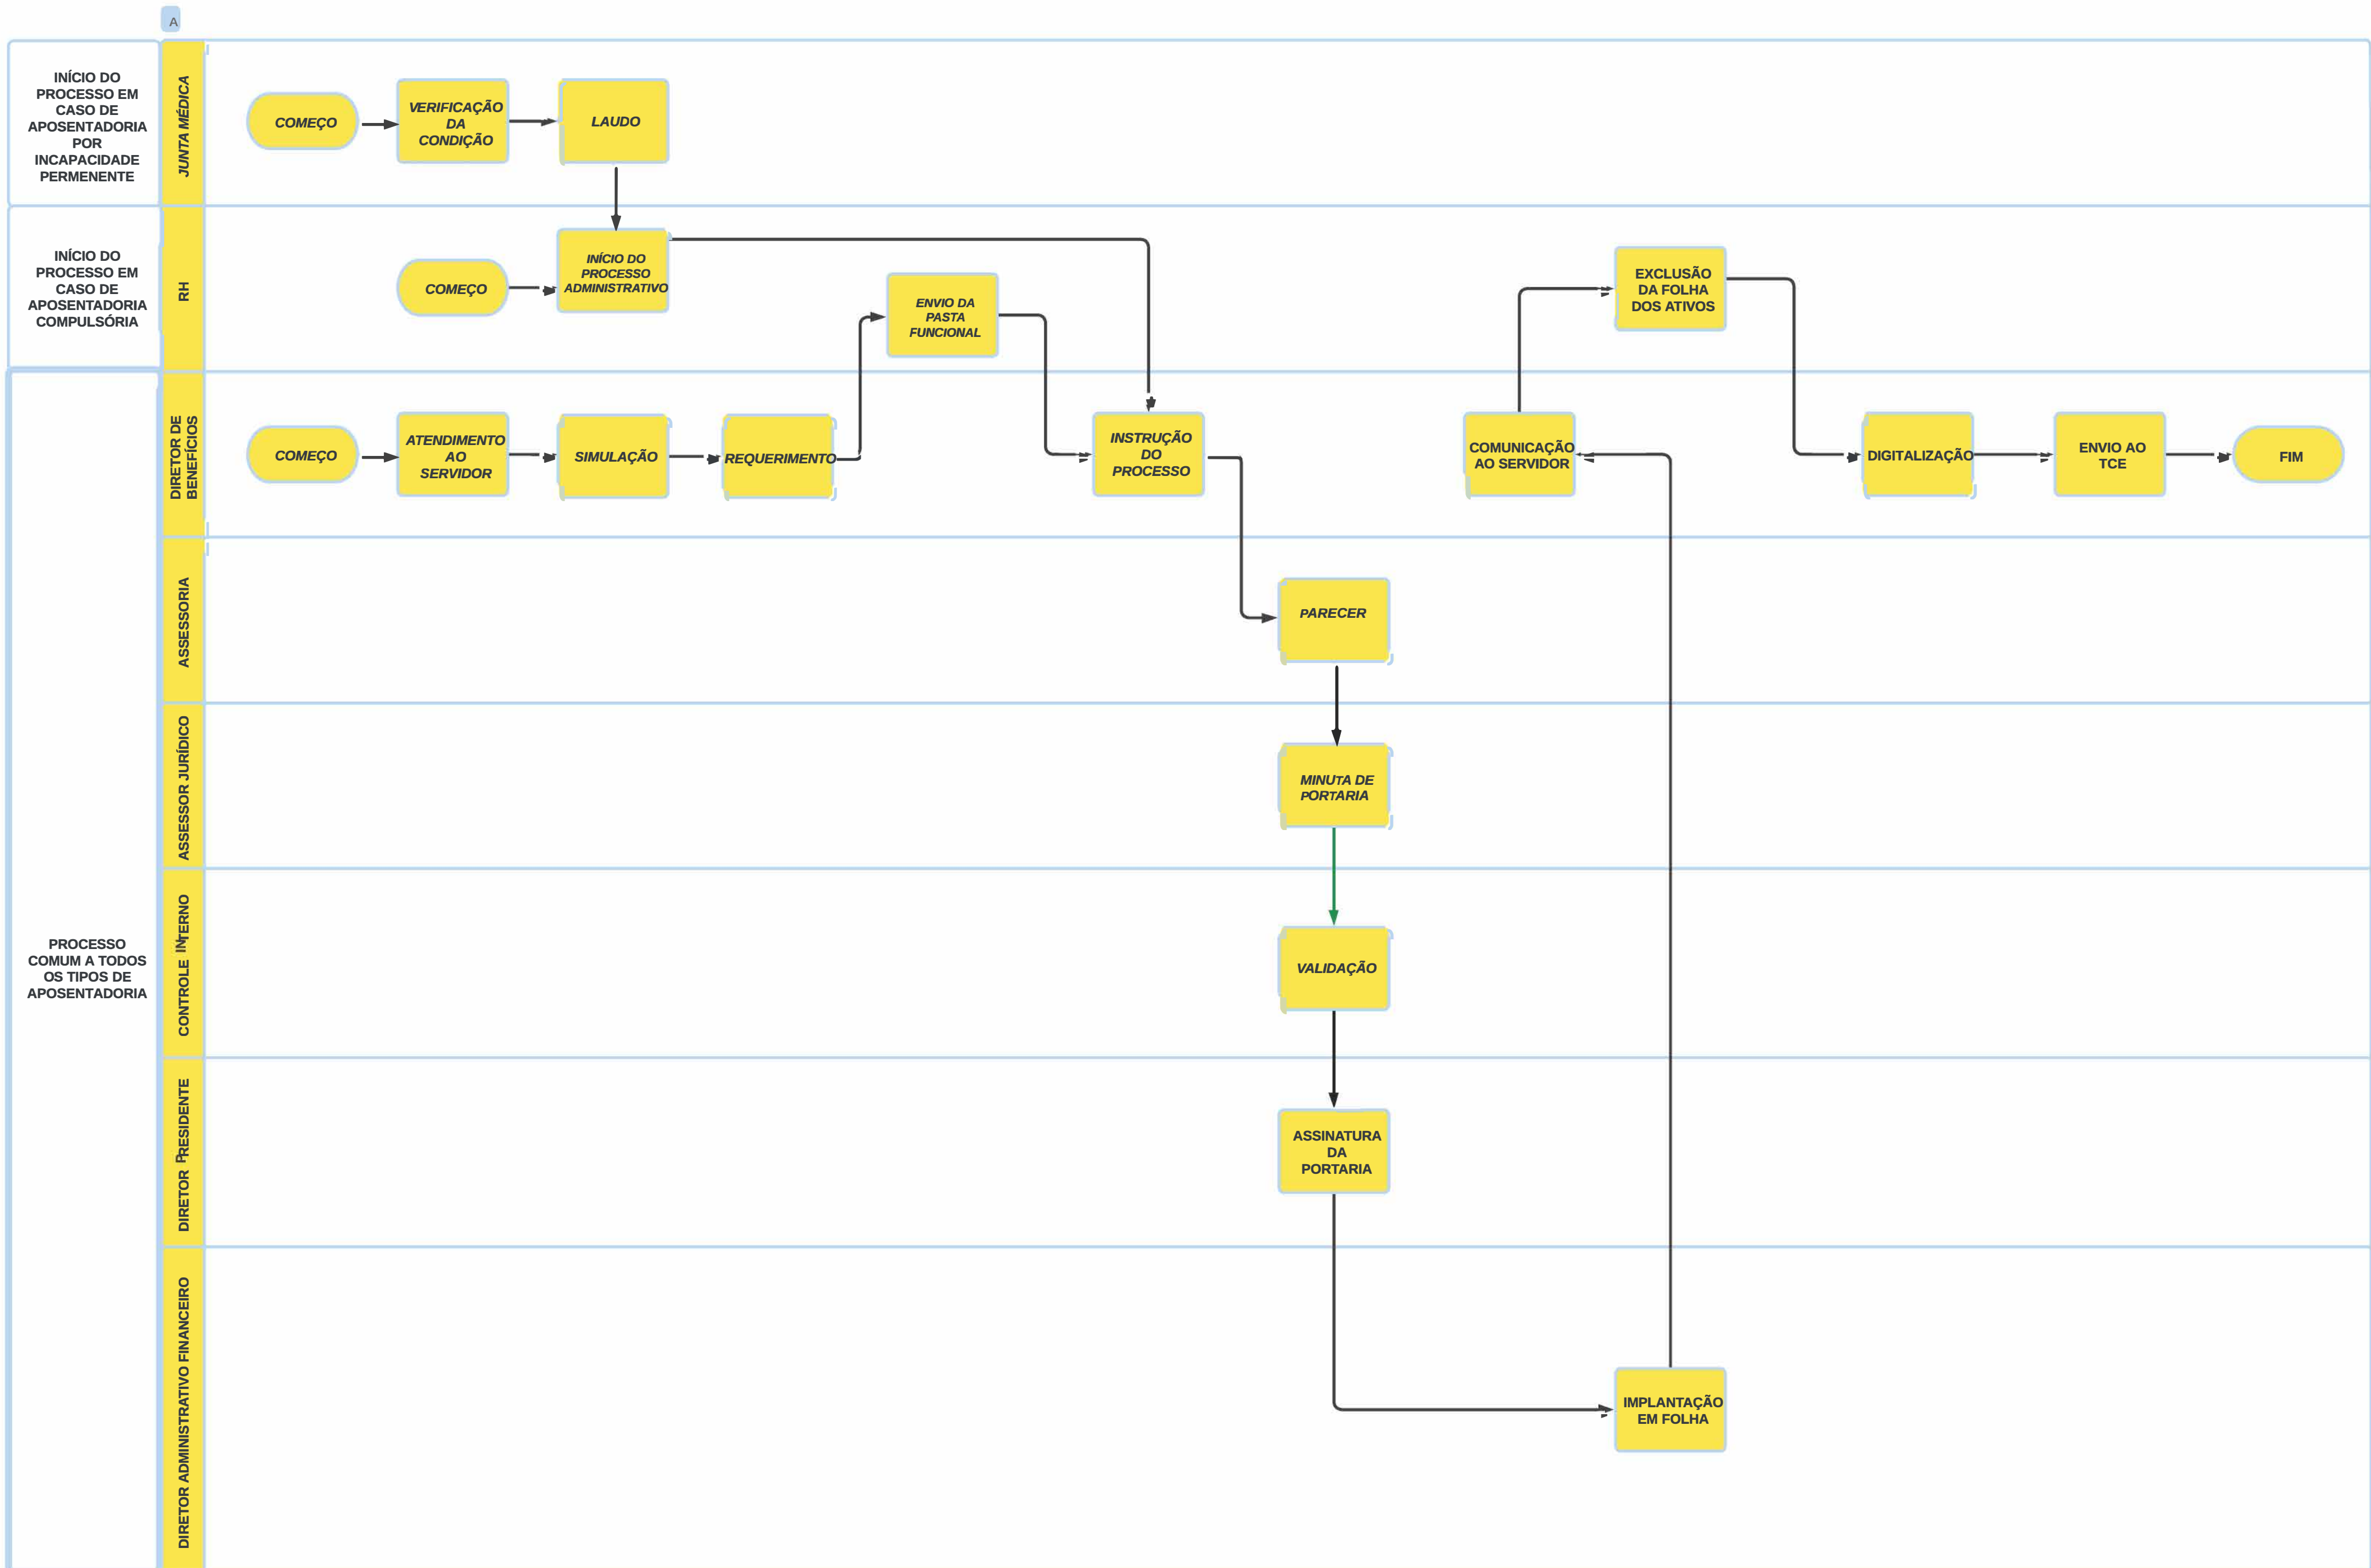 A
INÍCIO DO
PROCESSO EM
CASO DE
APOSENTADORIA
POR
INCAPACIDADE
PERMENENTE
JUNTA MÉDICA
COMEÇO
VERIFICAÇÃO
DA
CONDIÇÃO
LAUDO
INÍCIO DO
PROCESSO EM
CASO DE
APOSENTADORIA
COMPULSÓRIA
RH
COMEÇO
INÍCIO DO
PROCESSO
ADMINISTRATIVO
ENVIO DA
PASTA
FUNCIONAL
EXCLUSÃO
DA FOLHA
DOS ATIVOS
PROCESSO
COMUM A TODOS
OS TIPOS DE
APOSENTADORIA
DIRETOR DE
BENEFÍCIOS
COMEÇO
ATENDIMENTO
AO
SERVIDOR
SIMULAÇÃO
REQUERIMENTO
INSTRUÇÃO
DO
PROCESSO
COMUNICAÇÃO
AO SERVIDOR
DIGITALIZAÇÃO
ENVIO AO
TCE
FIM
ASSESSORIA
PARECER
ASSESSOR JURÍDICO
MINUTA DE
PORTARIA
CONTROLE INTERNO
VALIDAÇÃO
DIRETOR PRESIDENTE
ASSINATURA
DA
PORTARIA
DIRETOR ADMINISTRATIVO FINANCEIRO
IMPLANTAÇÃO
EM FOLHA